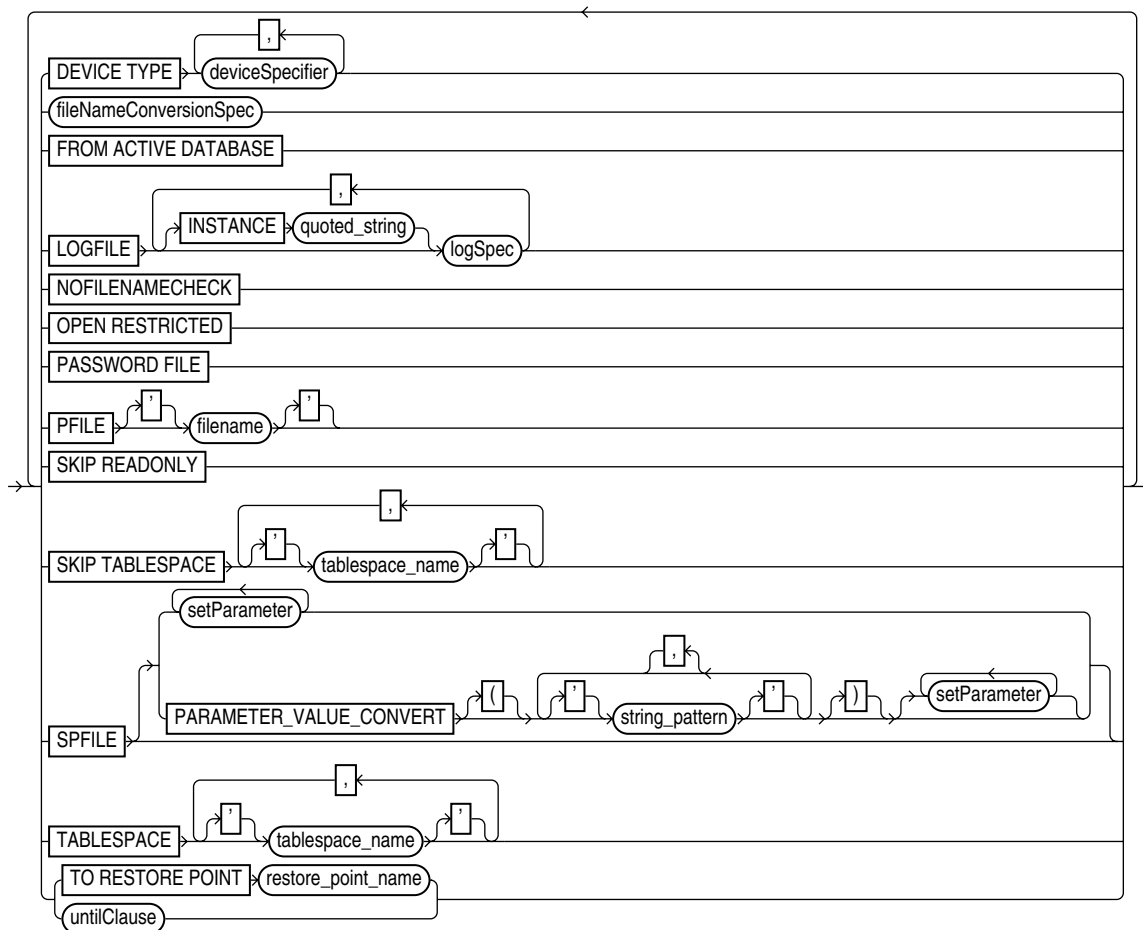 ,
DEVICE TYPE deviceSpecifier
fileNameConversionSpec
FROM ACTIVE DATABASE
,
INSTANCE quoted_string
LOGFILE logSpec
NOFILENAMECHECK
OPEN RESTRICTED
PASSWORD FILE
' '
PFILE filename
SKIP READONLY
,
' '
SKIP TABLESPACE tablespace_name
setParameter
,
( ' ' ) setParameter
PARAMETER_VALUE_CONVERT string_pattern
SPFILE
,
' '
TABLESPACE tablespace_name
TO RESTORE POINT restore_point_name
untilClause